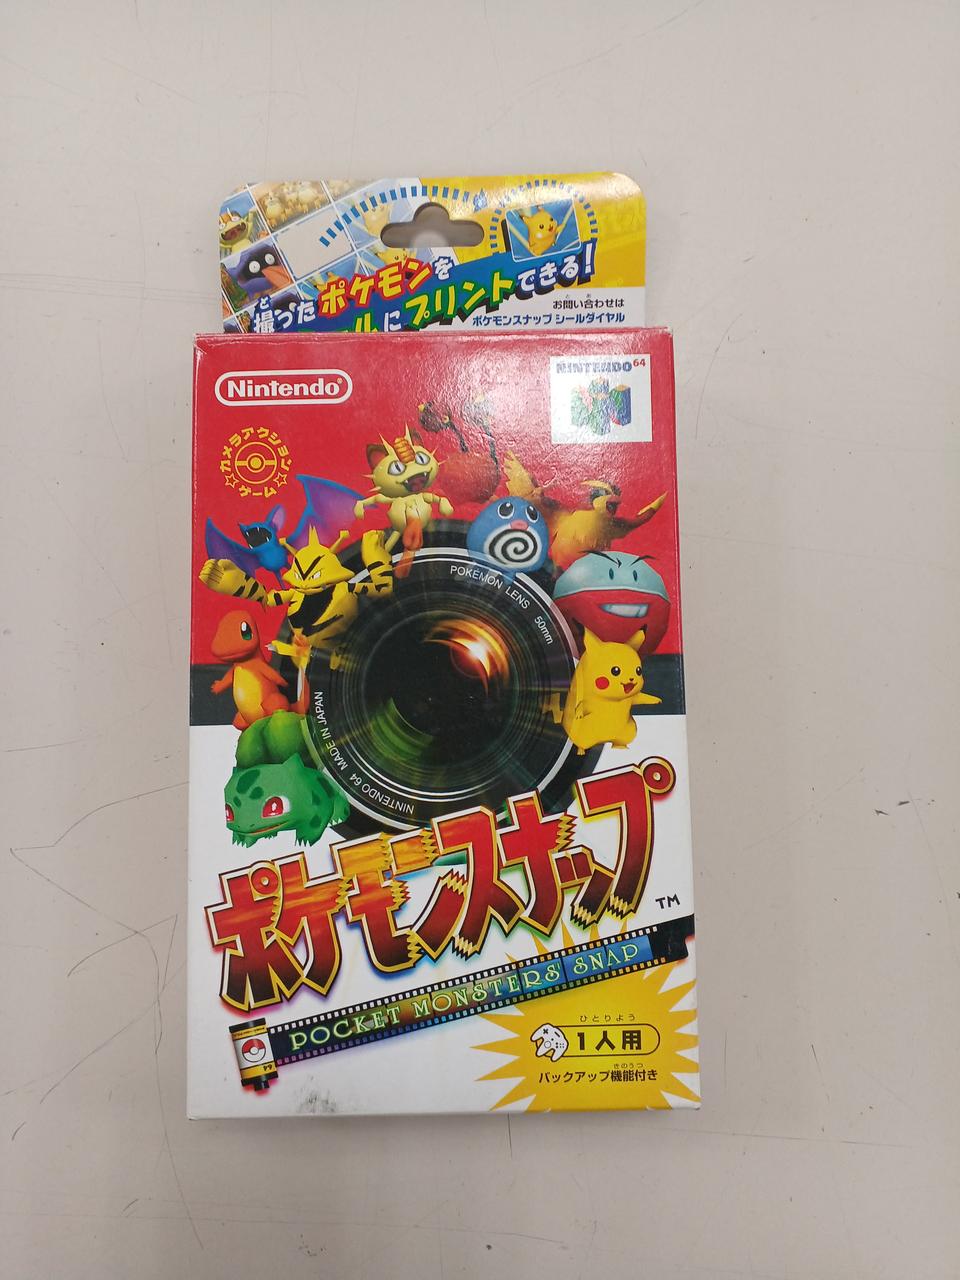 撮ったポケモンを
ールにプリントできる!
お問い合わせは
ポケモンスナップ シールダイヤル
Nintendo®
NINTENDO64
カメラアクション
ゲーム
POKÉMON LENS 50mm
NINTENDO 64 MADE IN JAPAN
ポケモンスナップ
TM
POCKET MONSTERS SNAP
64
ひとりよう
1人用
きのうつ
バックアップ機能付き